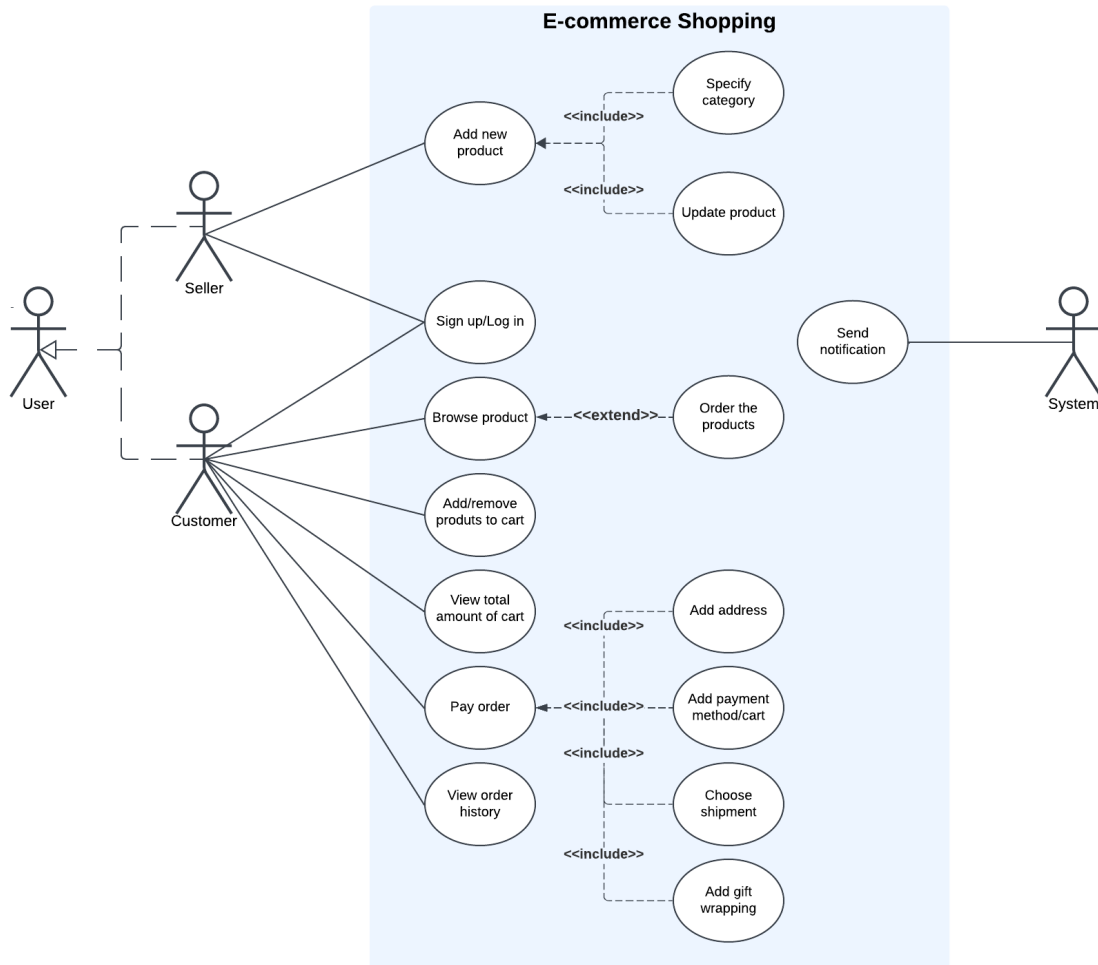 E-commerce Shopping
Specify
category
<<include>>
Add new
product
<<include>>
Update product
Seller
Sign up/Log in
Send
notification
User
System
Browse product
<<extend>>
Order the
products
Customer
Add/remove
produts to cart
View total
amount of cart
Add address
<<include>>
Pay order
<<include>>
Add payment
method/cart
<<include>>
View order
history
Choose
shipment
<<include>>
Add gift
wrapping